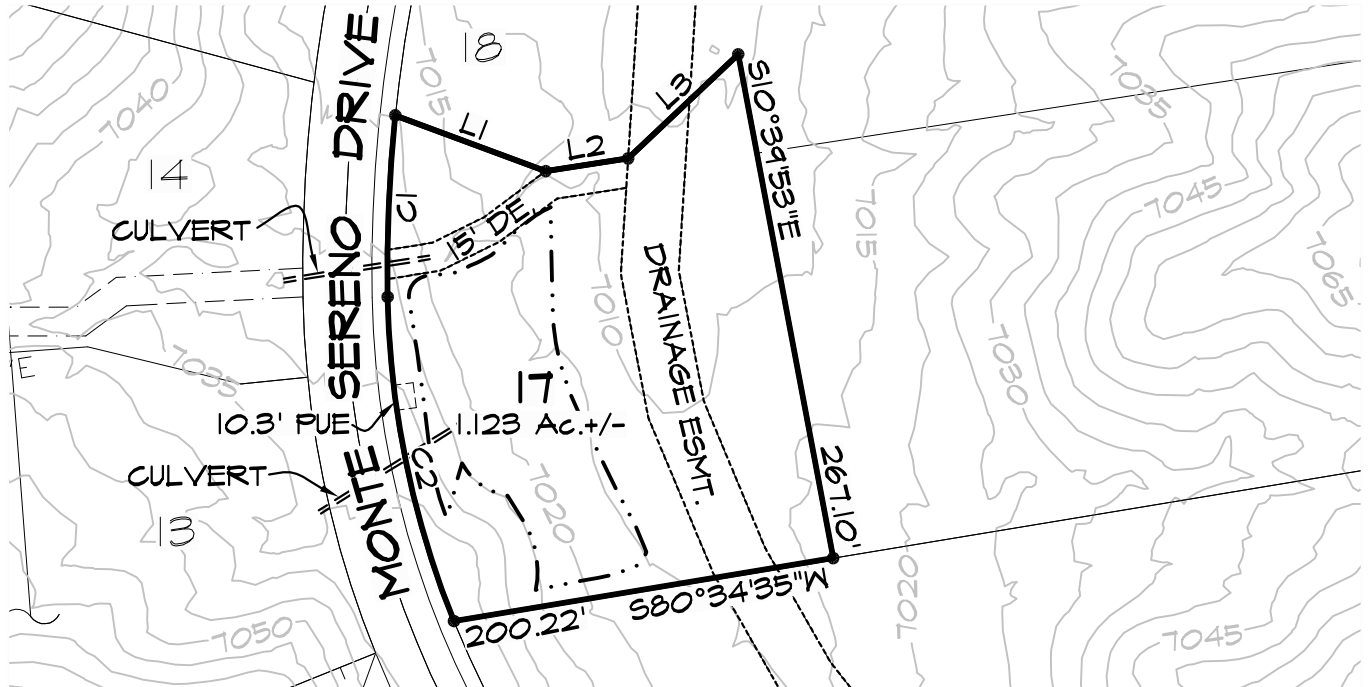 18
7015
7040
L1
L2
L3
S10°39'53"E
7035
14
CULVERT
C1
15' DE.
7045
7015
7065
MONTE SERENO DRIVE
DRAINAGE ESMT.
7010
E
7035
7030
17
1.123 Ac.+/-
10.3' PUE
CULVERT
C2
13
7020
267.10'
S80°34'35"W
200.22'
7020
7050
7045